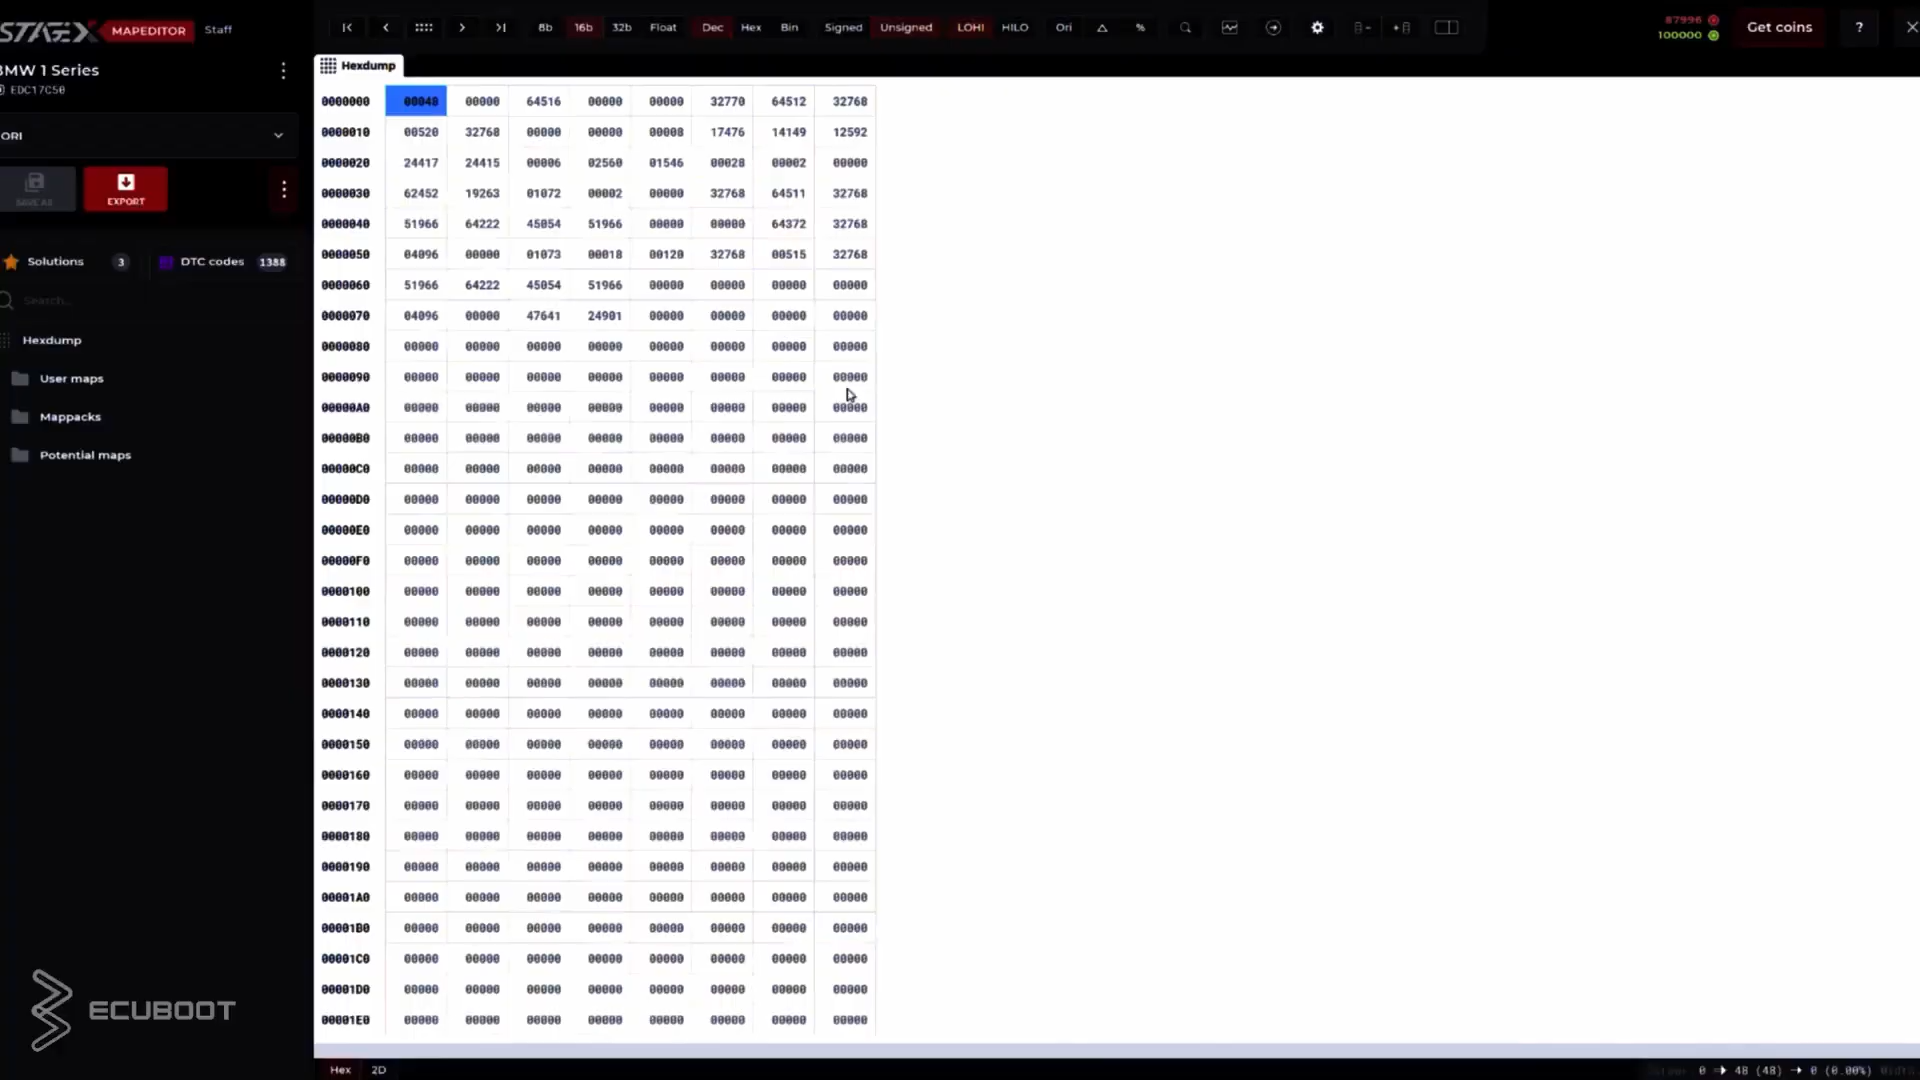 STAGEX MAPEDITOR Staff
8b 16b 32b Float Dec Hex Bin Signed Unsigned LOHI HILO Ori % 87996 100000 Get coins ?
BMW 1 Series
EDC17C50
ORI
SAVE AS EXPORT
Solutions 3 DTC codes 1388
Search...
Hexdump
User maps
Mappacks
Potential maps
Hexdump
0000000 00048 00000 64516 00000 00000 32770 64512 32768
0000010 00520 32768 00000 00000 00008 17476 14149 12592
0000020 24417 24415 00006 02560 01546 00028 00002 00000
0000030 62452 19263 01072 00002 00000 32768 64511 32768
0000040 51966 64222 45054 51966 00000 00000 64372 32768
0000050 04096 00000 01073 00018 00120 32768 00515 32768
0000060 51966 64222 45054 51966 00000 00000 00000 00000
0000070 04096 00000 47641 24901 00000 00000 00000 00000
0000080 00000 00000 00000 00000 00000 00000 00000 00000
0000090 00000 00000 00000 00000 00000 00000 00000 00000
00000A0 00000 00000 00000 00000 00000 00000 00000 00000
00000B0 00000 00000 00000 00000 00000 00000 00000 00000
00000C0 00000 00000 00000 00000 00000 00000 00000 00000
00000D0 00000 00000 00000 00000 00000 00000 00000 00000
00000E0 00000 00000 00000 00000 00000 00000 00000 00000
00000F0 00000 00000 00000 00000 00000 00000 00000 00000
0000100 00000 00000 00000 00000 00000 00000 00000 00000
0000110 00000 00000 00000 00000 00000 00000 00000 00000
0000120 00000 00000 00000 00000 00000 00000 00000 00000
0000130 00000 00000 00000 00000 00000 00000 00000 00000
0000140 00000 00000 00000 00000 00000 00000 00000 00000
0000150 00000 00000 00000 00000 00000 00000 00000 00000
0000160 00000 00000 00000 00000 00000 00000 00000 00000
0000170 00000 00000 00000 00000 00000 00000 00000 00000
0000180 00000 00000 00000 00000 00000 00000 00000 00000
0000190 00000 00000 00000 00000 00000 00000 00000 00000
00001A0 00000 00000 00000 00000 00000 00000 00000 00000
00001B0 00000 00000 00000 00000 00000 00000 00000 00000
00001C0 00000 00000 00000 00000 00000 00000 00000 00000
00001D0 00000 00000 00000 00000 00000 00000 00000 00000
00001E0 00000 00000 00000 00000 00000 00000 00000 00000
ECUBOOT
Hex 2D
0 → 48 (48) → 0 (0.00%)